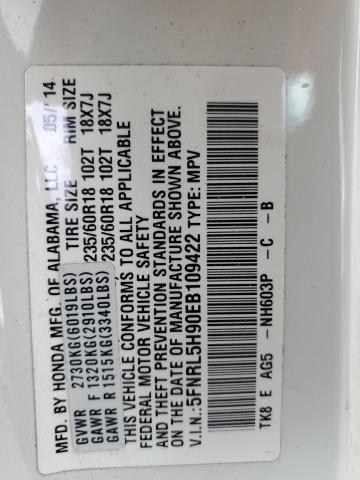 MFD. BY HONDA MFG. OF ALABAMA, LLC. 05/'14
TIRE SIZE RIM SIZE
GVWR 2730KG(6019LBS)
GAWR F 1320KG(2910LBS) 235/60R18 102T 18X7J
GAWR R 1515KG(3340LBS) 235/60R18 102T 18X7J
THIS VEHICLE CONFORMS TO ALL APPLICABLE
FEDERAL MOTOR VEHICLE SAFETY
AND THEFT PREVENTION STANDARDS IN EFFECT
ON THE DATE OF MANUFACTURE SHOWN ABOVE.
V.I.N.:5FNRL5H90EB109422 TYPE: MPV
TK8 E AG5 -NH603P -C -B